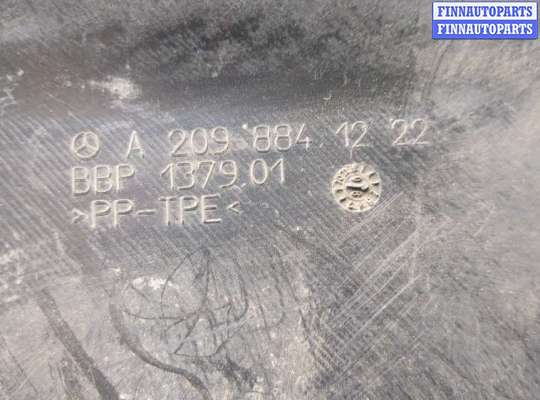 FINNAUTOPARTS
FINNAUTOPARTS
A 209 884 12 22
BBP 1379.01
>PP-TPE<